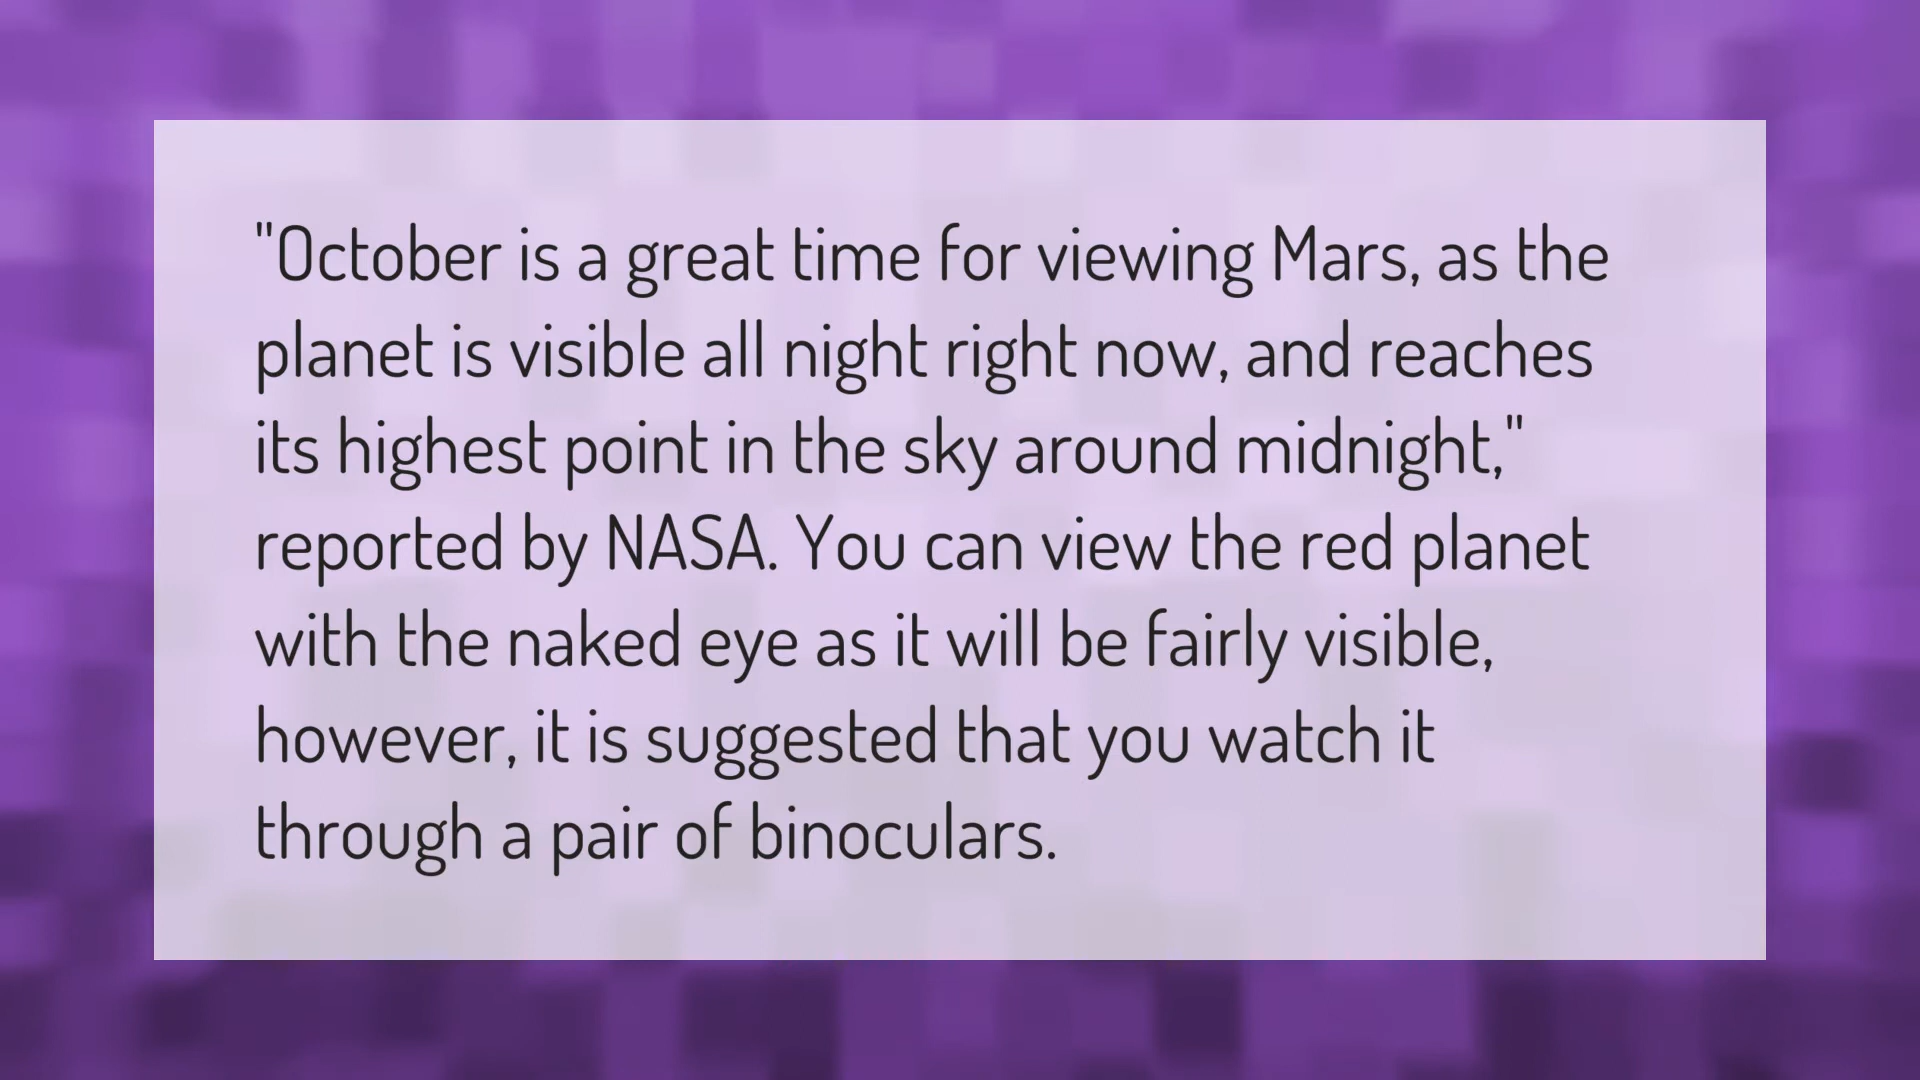 "October is a great time for viewing Mars, as the
planet is visible all night right now, and reaches
its highest point in the sky around midnight,"
reported by NASA. You can view the red planet
with the naked eye as it will be fairly visible,
however, it is suggested that you watch it
through a pair of binoculars.